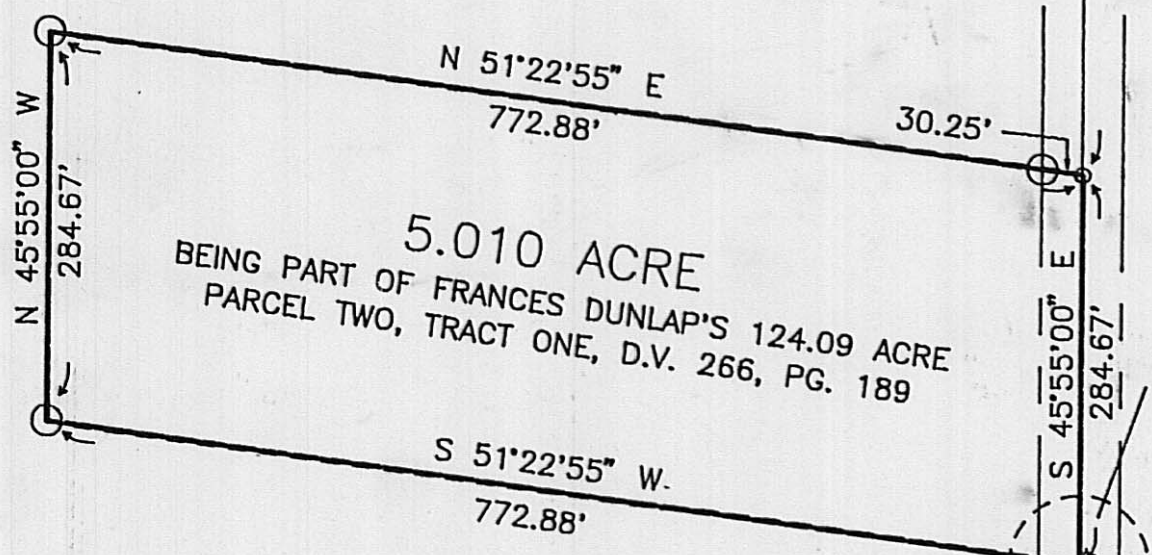 N 51°22'55" E
772.88'
30.25'
N 45°55'00" W
284.67'
5.010 ACRE
BEING PART OF FRANCES DUNLAP'S 124.09 ACRE
PARCEL TWO, TRACT ONE, D.V. 266, PG. 189
S 45°55'00" E
284.67'
S 51°22'55" W.
772.88'